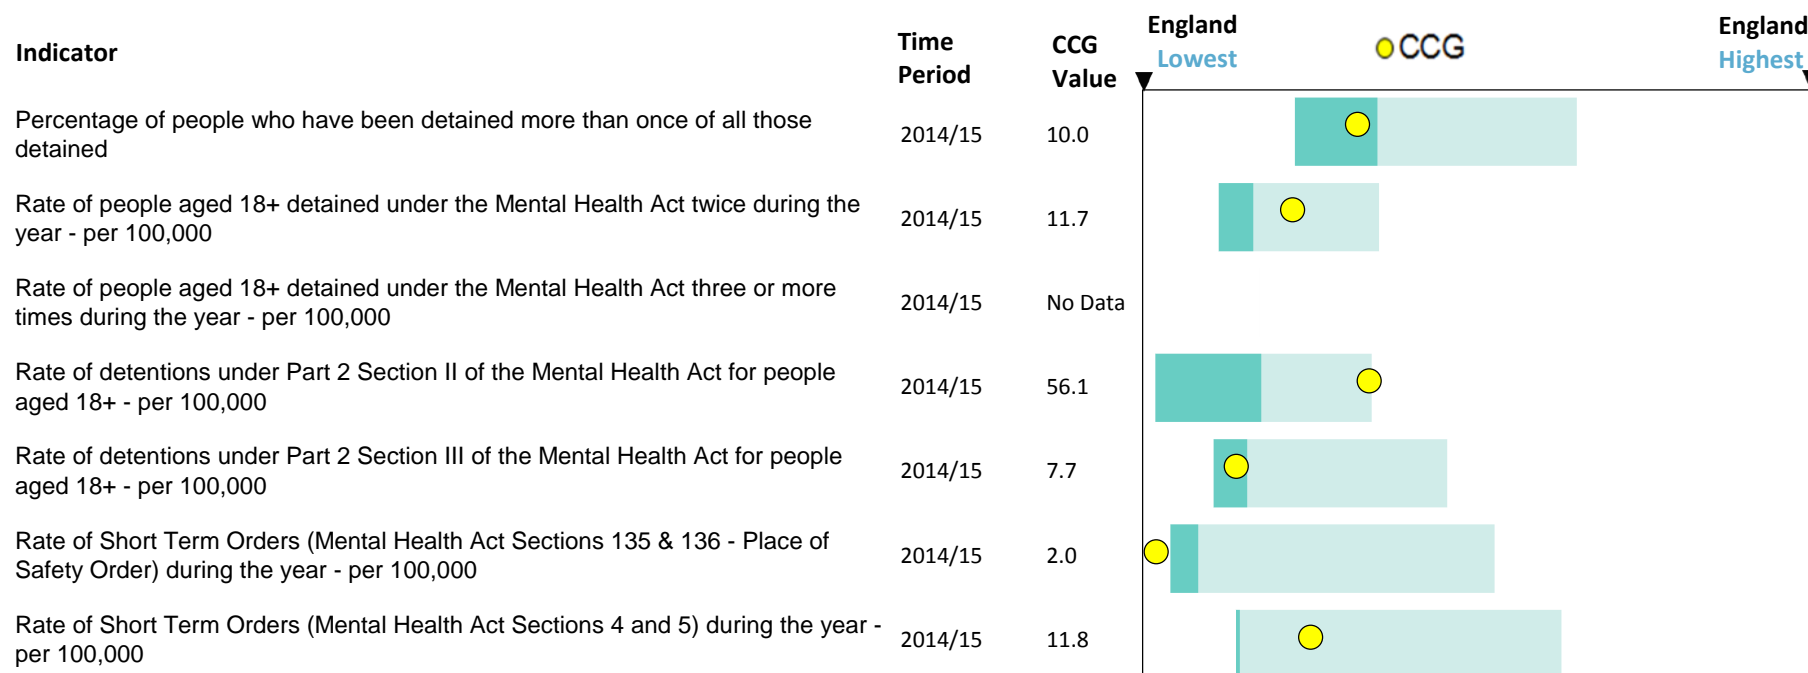 Indicator
Time
Period
CCG
Value
England
Lowest
CCG
England
Highest
Percentage of people who have been detained more than once of all those
detained
2014/15
10.0
Rate of people aged 18+ detained under the Mental Health Act twice during the
year - per 100,000
2014/15
11.7
Rate of people aged 18+ detained under the Mental Health Act three or more
times during the year - per 100,000
2014/15
No Data
Rate of detentions under Part 2 Section II of the Mental Health Act for people
aged 18+ - per 100,000
2014/15
56.1
Rate of detentions under Part 2 Section III of the Mental Health Act for people
aged 18+ - per 100,000
2014/15
7.7
Rate of Short Term Orders (Mental Health Act Sections 135 & 136 - Place of
Safety Order) during the year - per 100,000
2014/15
2.0
Rate of Short Term Orders (Mental Health Act Sections 4 and 5) during the year -
per 100,000
2014/15
11.8